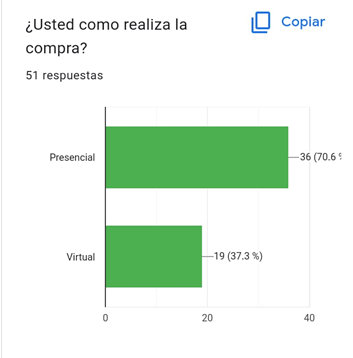 ¿Usted como realiza la
compra?
Copiar
51 respuestas
Presencial
36 (70.6 %
Virtual
19 (37.3 %)
0
20
40